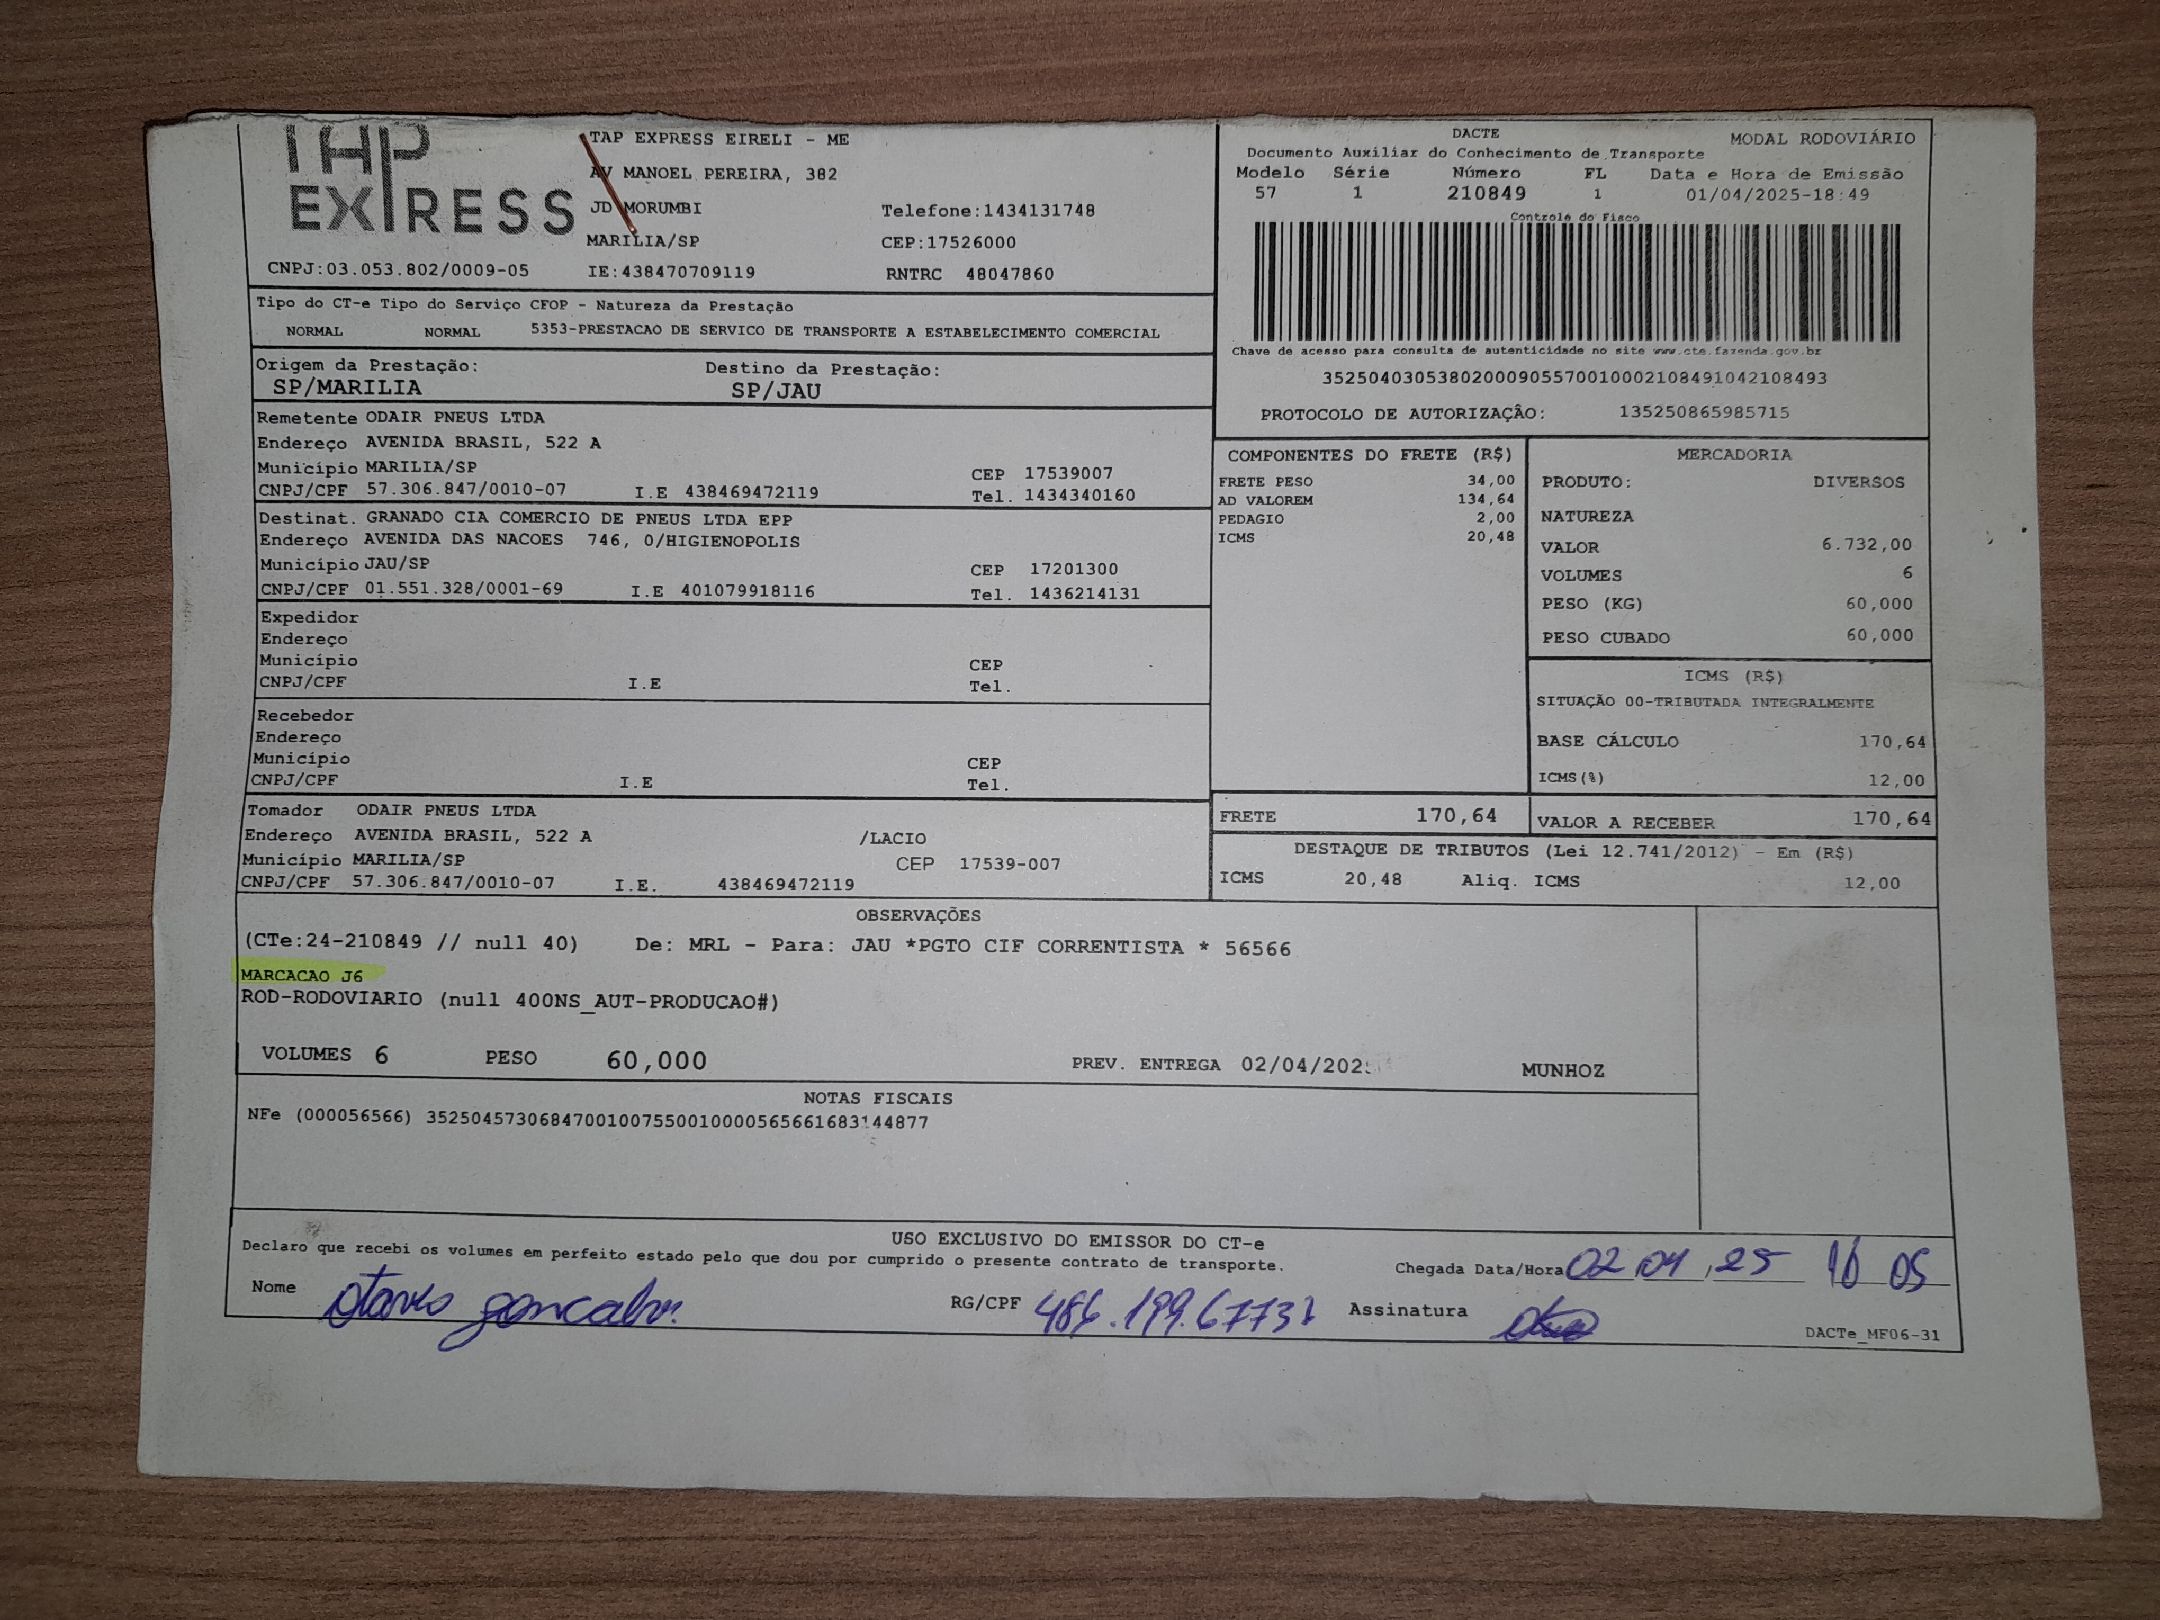 TAP EXPRESS
TAP EXPRESS EIRELI - ME
AV MANOEL PEREIRA, 382
JD MORUMBI Telefone:1434131748
MARILIA/SP CEP:17526000
CNPJ:03.053.802/0009-05 IE:438470709119 RNTRC 48047860
DACTE MODAL RODOVIÁRIO
Documento Auxiliar do Conhecimento de Transporte
Modelo Série Número FL Data e Hora de Emissão
57 1 210849 1 01/04/2025-18:49
Controle do Fisco
Chave de acesso para consulta de autenticidade no site www.cte.fazenda.gov.br
35250403053802000905570010002108491042108493
PROTOCOLO DE AUTORIZAÇÃO: 135250865985715
Tipo do CT-e Tipo do Serviço CFOP - Natureza da Prestação
NORMAL NORMAL 5353-PRESTACAO DE SERVICO DE TRANSPORTE A ESTABELECIMENTO COMERCIAL
Origem da Prestação: Destino da Prestação:
SP/MARILIA SP/JAU
Remetente ODAIR PNEUS LTDA
Endereço AVENIDA BRASIL, 522 A
Município MARILIA/SP CEP 17539007
CNPJ/CPF 57.306.847/0010-07 I.E 438469472119 Tel. 1434340160
Destinat. GRANADO CIA COMERCIO DE PNEUS LTDA EPP
Endereço AVENIDA DAS NACOES 746, 0/HIGIENOPOLIS
Município JAU/SP CEP 17201300
CNPJ/CPF 01.551.328/0001-69 I.E 401079918116 Tel. 1436214131
Expedidor
Endereço
Município CEP
CNPJ/CPF I.E Tel.
Recebedor
Endereço
Município CEP
CNPJ/CPF I.E Tel.
Tomador ODAIR PNEUS LTDA
Endereço AVENIDA BRASIL, 522 A /LACIO
Município MARILIA/SP CEP 17539-007
CNPJ/CPF 57.306.847/0010-07 I.E. 438469472119
COMPONENTES DO FRETE (R$)
FRETE PESO 34,00
AD VALOREM 134,64
PEDAGIO 2,00
ICMS 20,48
MERCADORIA
PRODUTO: DIVERSOS
NATUREZA
VALOR 6.732,00
VOLUMES 6
PESO (KG) 60,000
PESO CUBADO 60,000
ICMS (R$)
SITUAÇÃO 00-TRIBUTADA INTEGRALMENTE
BASE CÁLCULO 170,64
ICMS(%) 12,00
FRETE 170,64 VALOR A RECEBER 170,64
DESTAQUE DE TRIBUTOS (Lei 12.741/2012) - Em (R$)
ICMS 20,48 Aliq. ICMS 12,00
OBSERVAÇÕES
(CTe:24-210849 // null 40) De: MRL - Para: JAU *PGTO CIF CORRENTISTA * 56566
MARCACAO J6
ROD-RODOVIARIO (null 400NS_AUT-PRODUCAO#)
VOLUMES 6 PESO 60,000 PREV. ENTREGA 02/04/2025 MUNHOZ
NOTAS FISCAIS
NFe (000056566) 35250457306847001007550010000565661683144877
USO EXCLUSIVO DO EMISSOR DO CT-e
Declaro que recebi os volumes em perfeito estado pelo que dou por cumprido o presente contrato de transporte.
Chegada Data/Hora 02 04 , 25 05
Nome goncalves RG/CPF 486.199.67731 Assinatura
DACTe_MF06-31